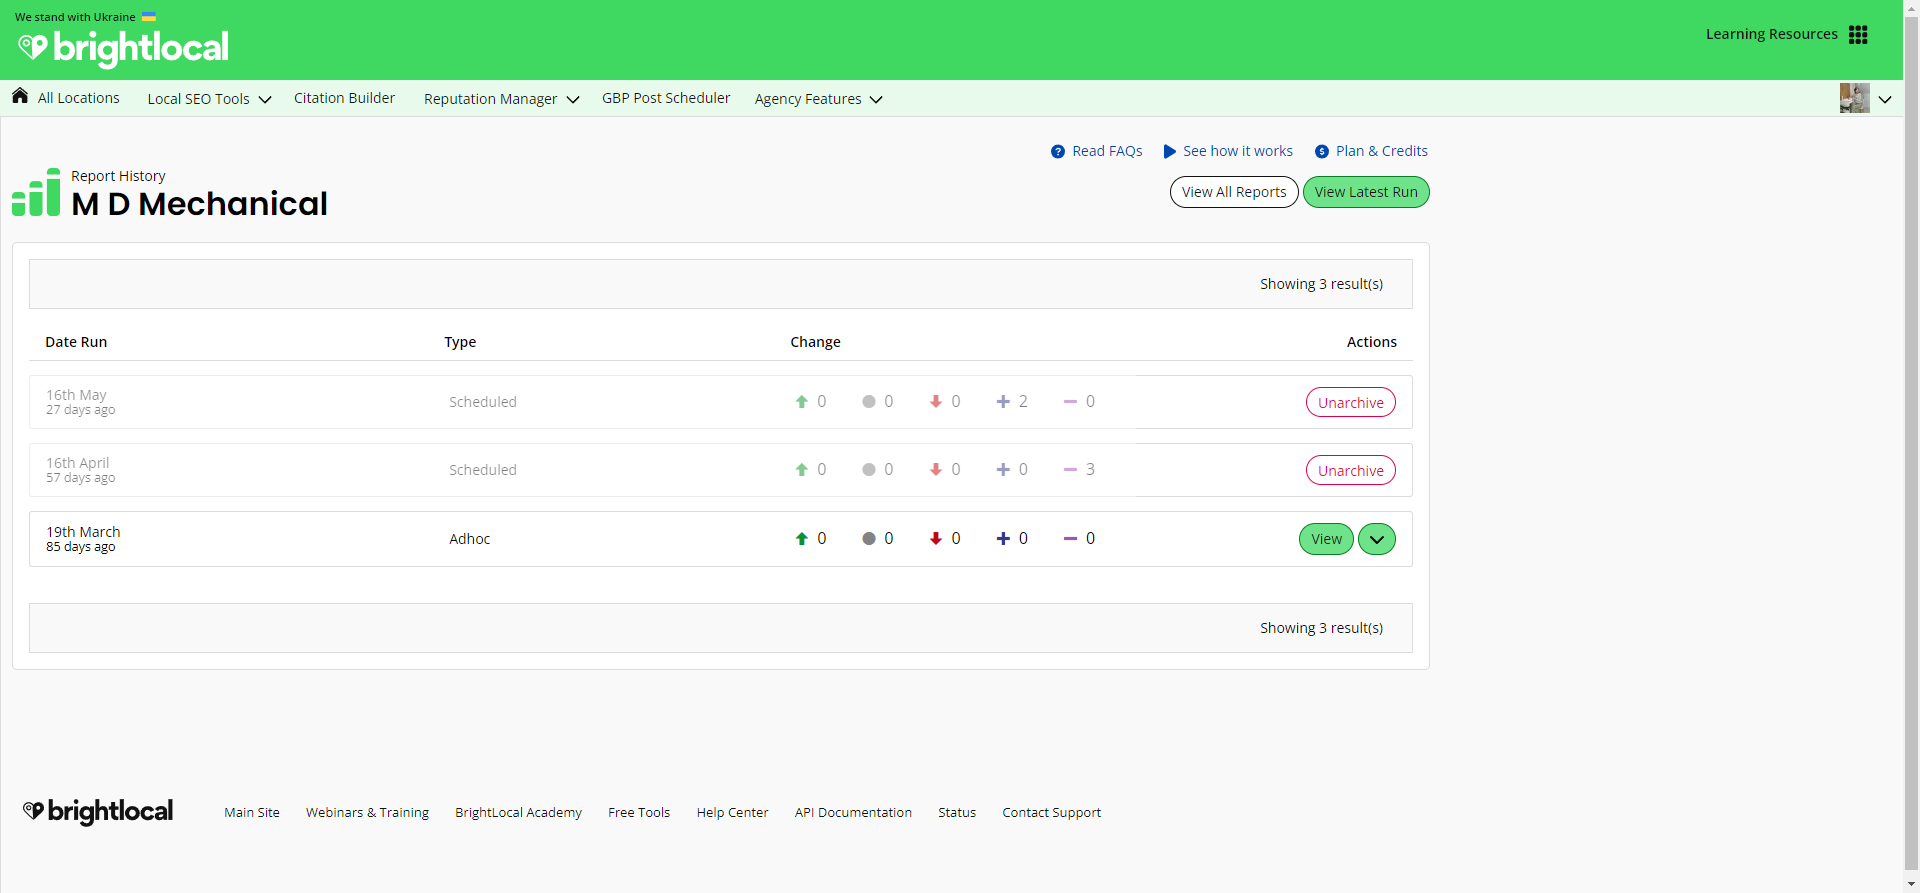 We stand with Ukraine
brightlocal
Learning Resources
All Locations
Local SEO Tools
Citation Builder
Reputation Manager
GBP Post Scheduler
Agency Features
Read FAQs
See how it works
Plan & Credits
Report History
M D Mechanical
View All Reports
View Latest Run
Showing 3 result(s)
Date Run Type Change Actions
16th May
27 days ago
Scheduled 0 0 0 2 0 Unarchive
16th April
57 days ago
Scheduled 0 0 0 0 3 Unarchive
19th March
85 days ago
Adhoc 0 0 0 0 0 View
Showing 3 result(s)
brightlocal
Main Site
Webinars & Training
BrightLocal Academy
Free Tools
Help Center
API Documentation
Status
Contact Support